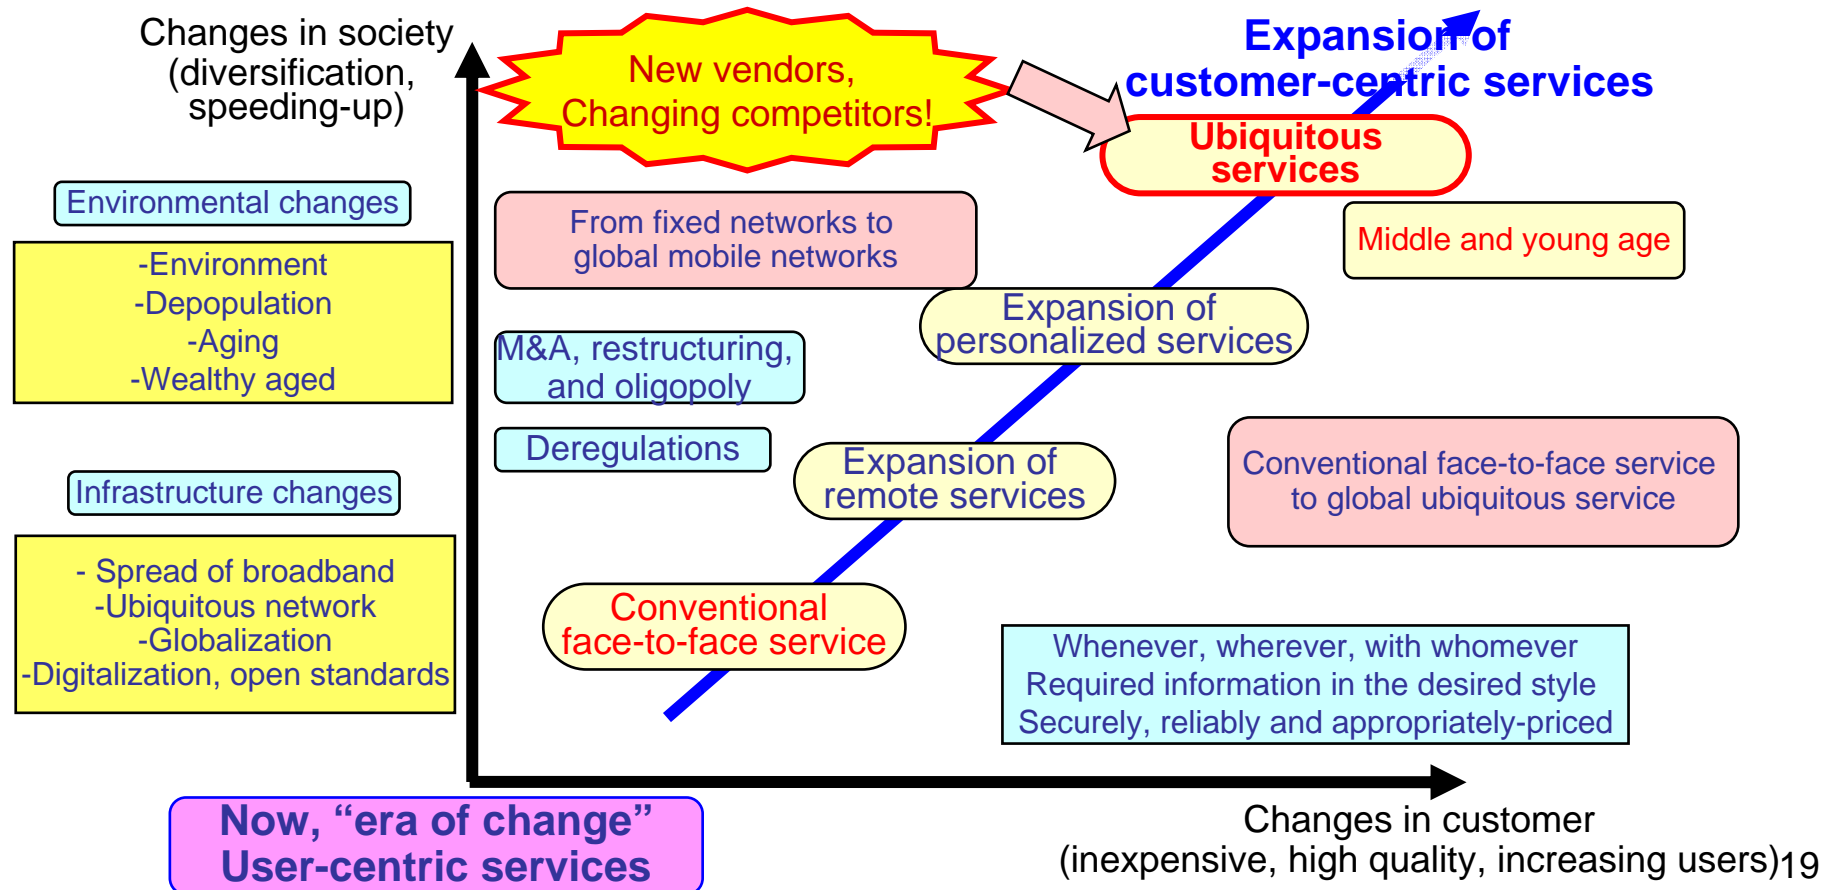 Changes in society
(diversification,
speeding-up)
New vendors,
Changing competitors!
Expansion of
customer-centric services
Ubiquitous
services
Environmental changes
-Environment
-Depopulation
-Aging
-Wealthy aged
From fixed networks to
global mobile networks
Middle and young age
Expansion of
personalized services
M&A, restructuring,
and oligopoly
Deregulations
Expansion of
remote services
Conventional face-to-face service
to global ubiquitous service
Infrastructure changes
- Spread of broadband
-Ubiquitous network
-Globalization
-Digitalization, open standards
Conventional
face-to-face service
Whenever, wherever, with whomever
Required information in the desired style
Securely, reliably and appropriately-priced
Now, “era of change”
User-centric services
Changes in customer
(inexpensive, high quality, increasing users)
19